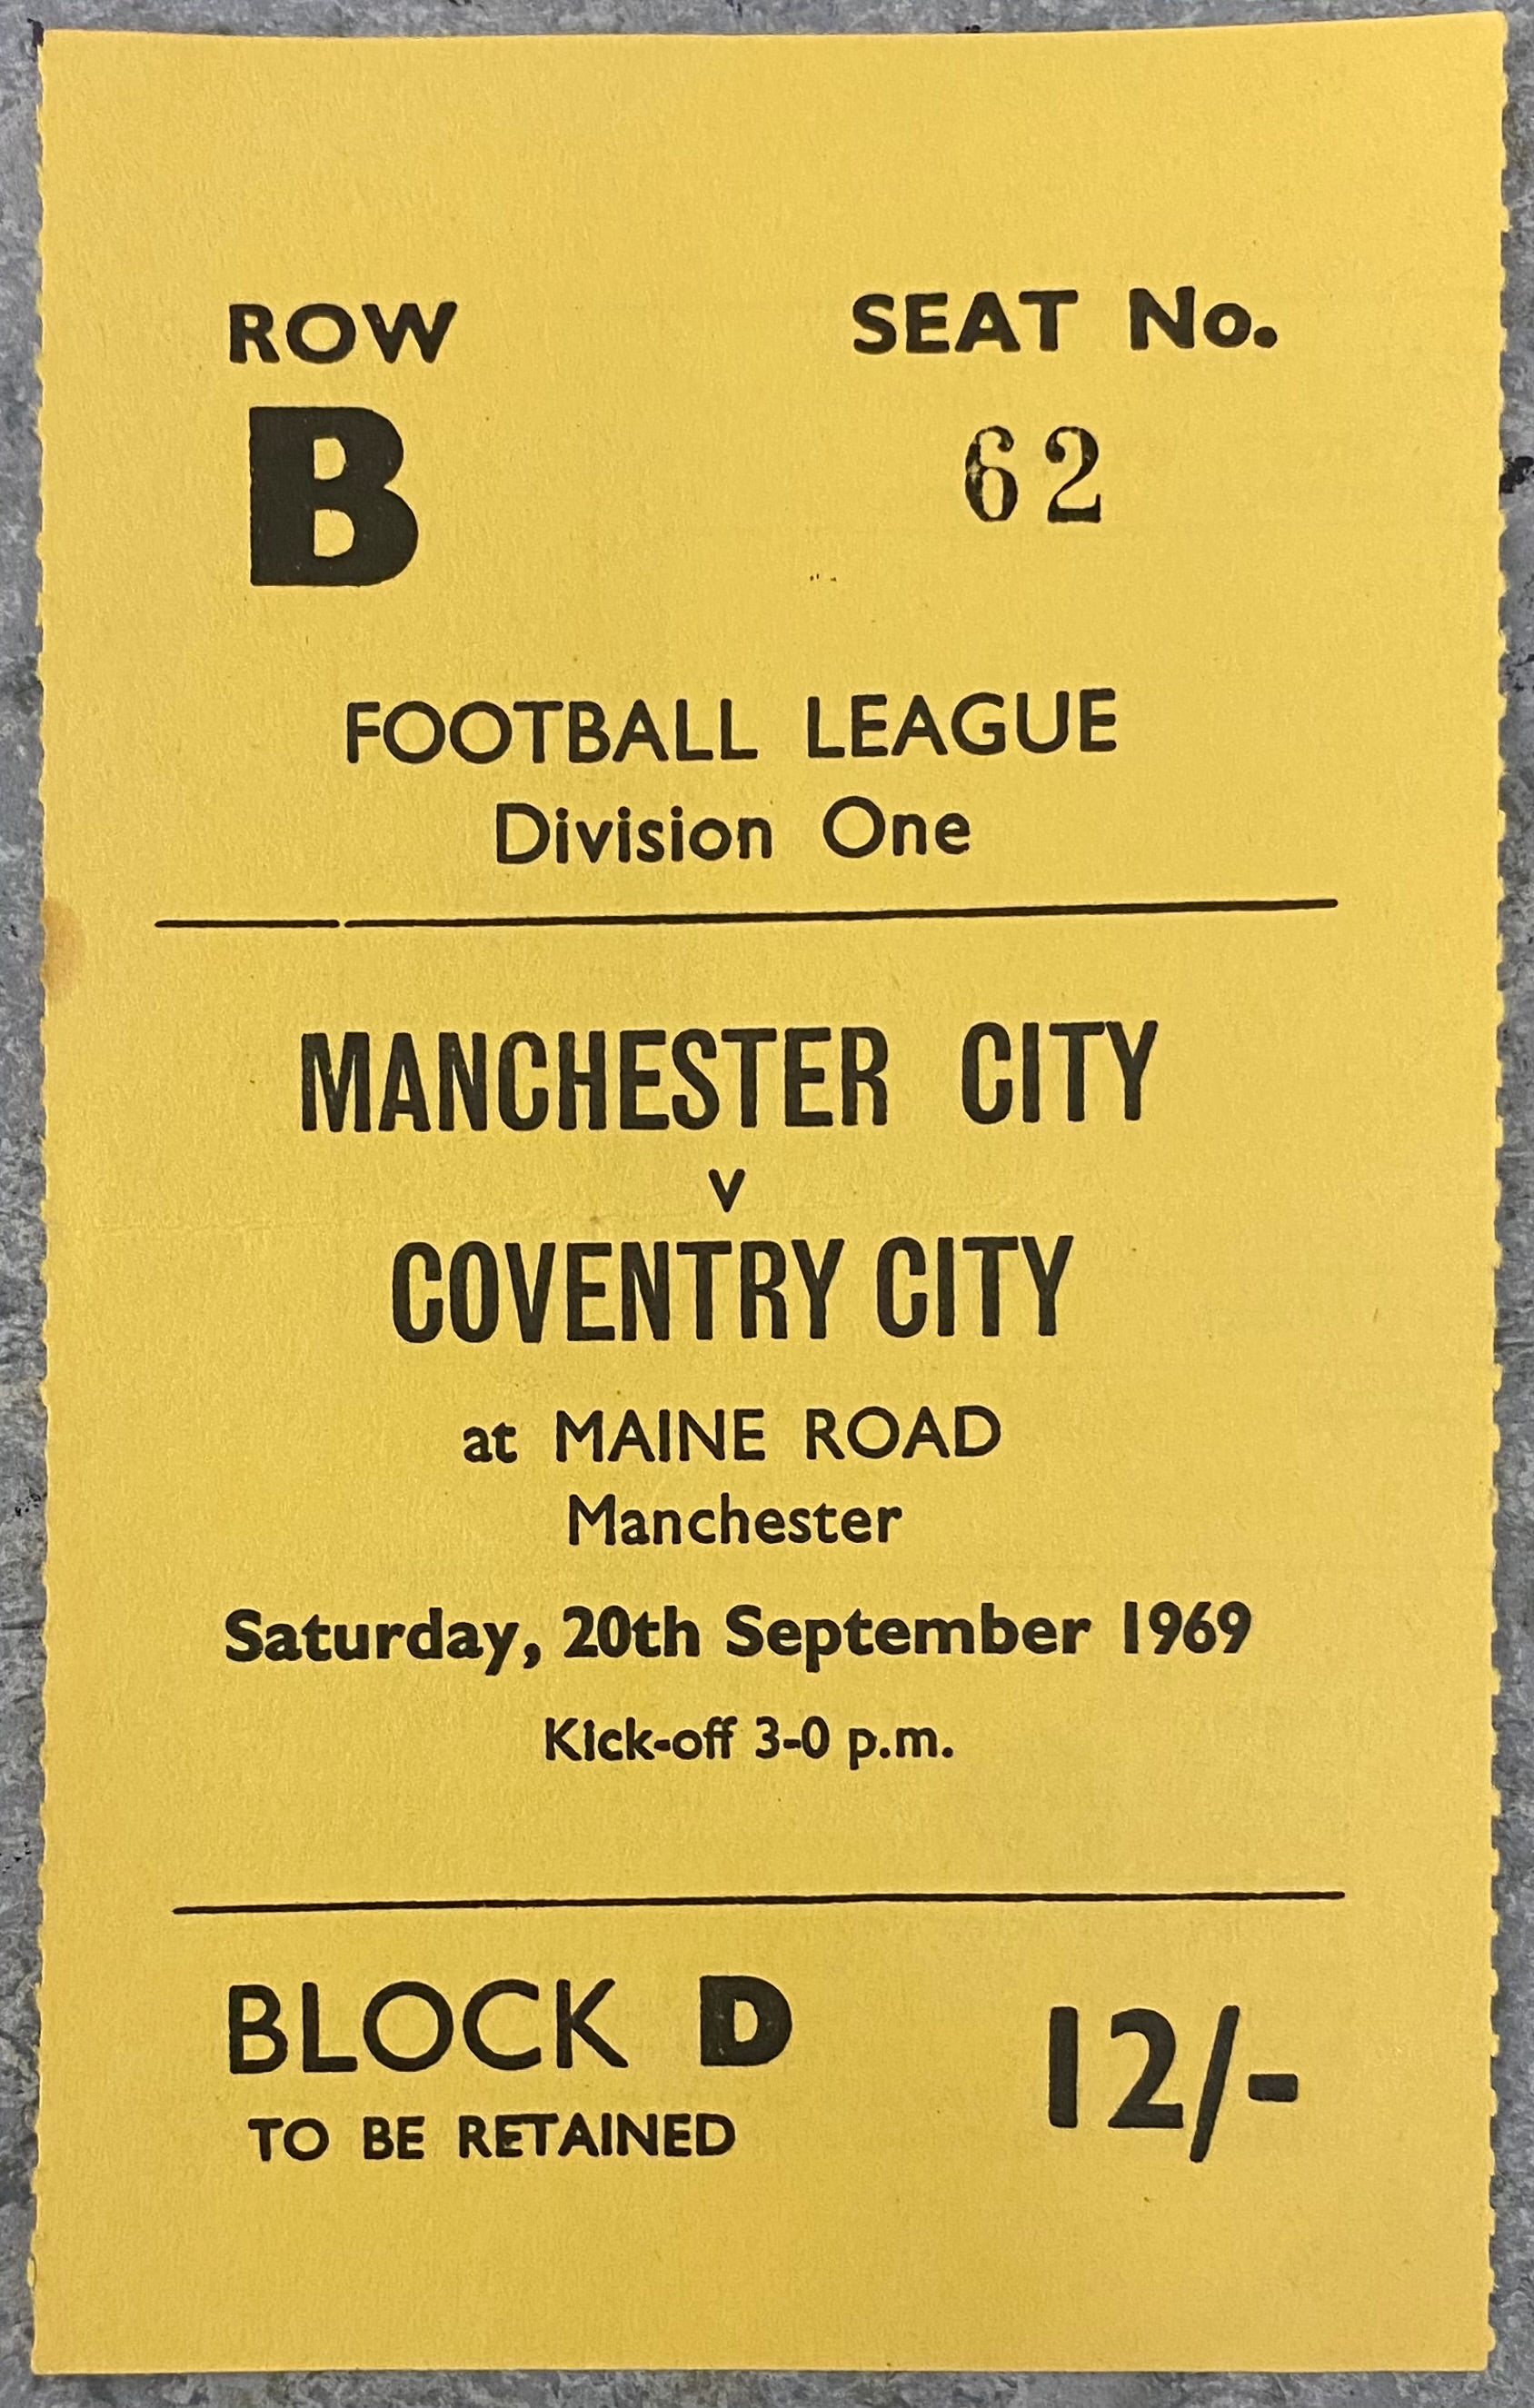 ROW SEAT No.
B 62
FOOTBALL LEAGUE
Division One
MANCHESTER CITY
v
COVENTRY CITY
at MAINE ROAD
Manchester
Saturday, 20th September 1969
Kick-off 3-0 p.m.
BLOCK D 12/-
TO BE RETAINED